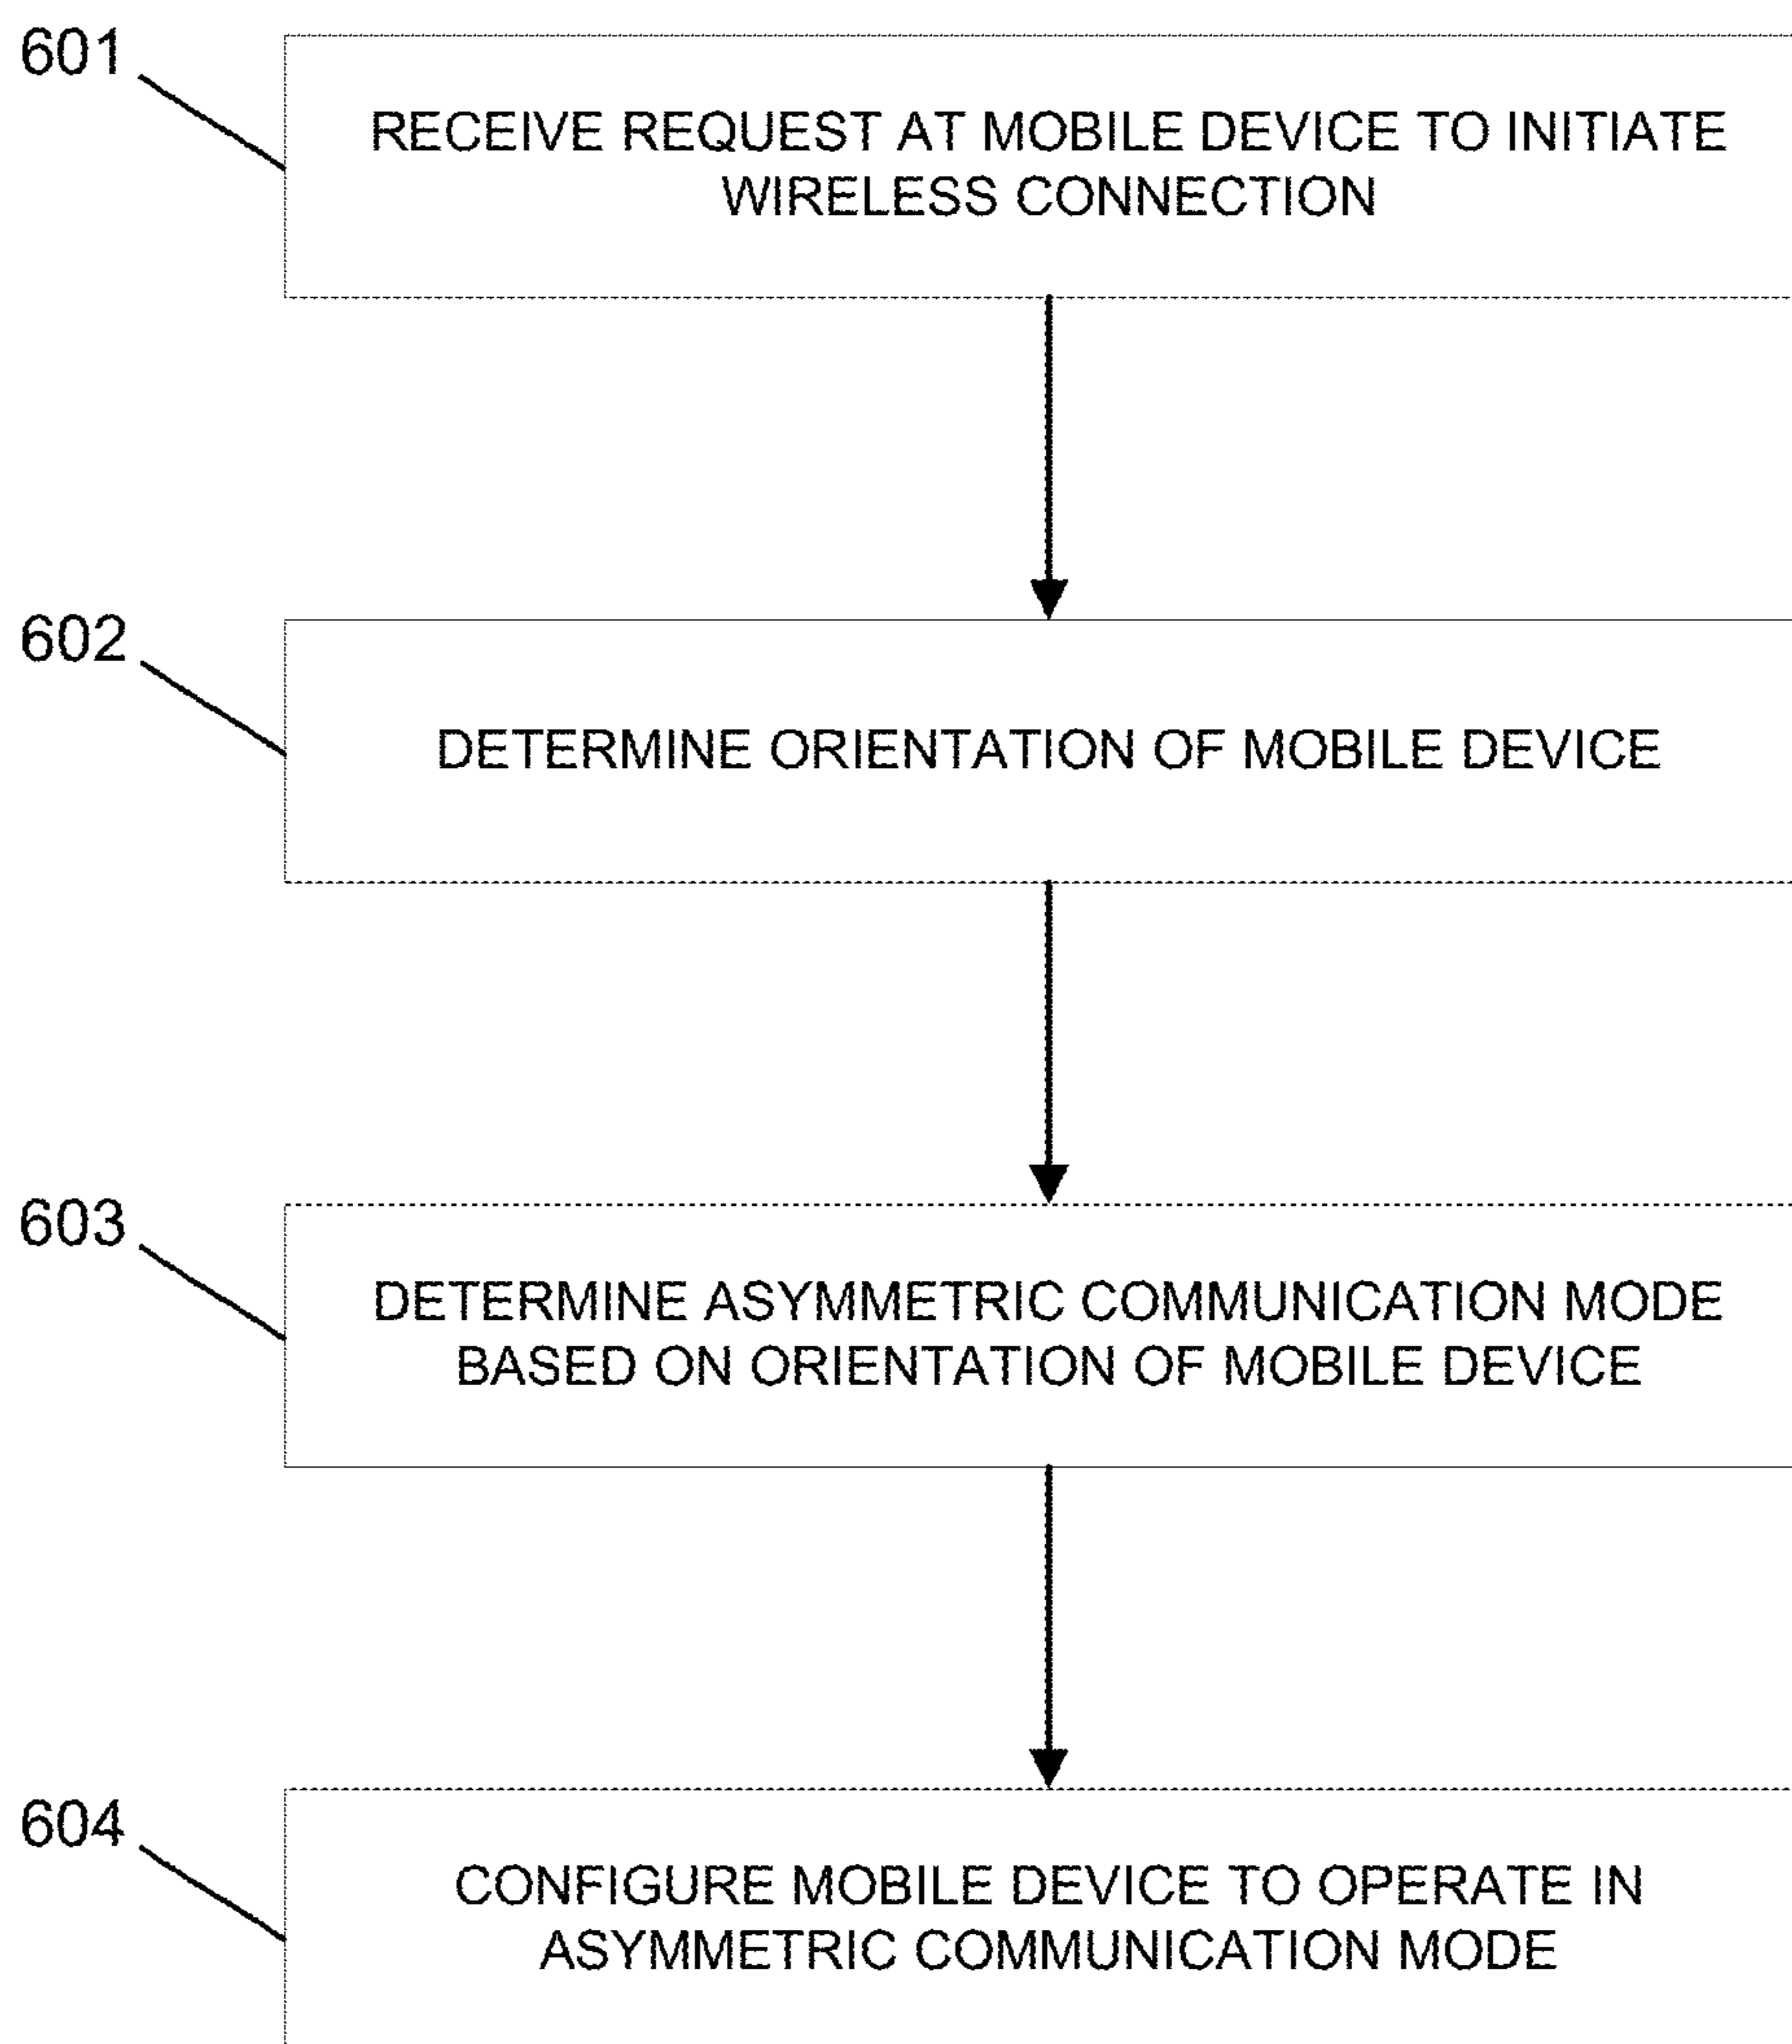 601
RECEIVE REQUEST AT MOBILE DEVICE TO INITIATE
WIRELESS CONNECTION
602
DETERMINE ORIENTATION OF MOBILE DEVICE
603
DETERMINE ASYMMETRIC COMMUNICATION MODE
BASED ON ORIENTATION OF MOBILE DEVICE
604
CONFIGURE MOBILE DEVICE TO OPERATE IN
ASYMMETRIC COMMUNICATION MODE